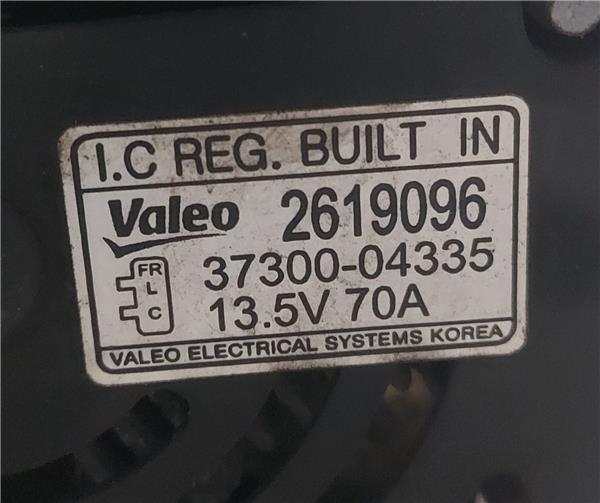 I.C REG. BUILT IN
Valeo 2619096
FR
L
C
37300-04335
13.5V 70A
VALEO ELECTRICAL SYSTEMS KOREA